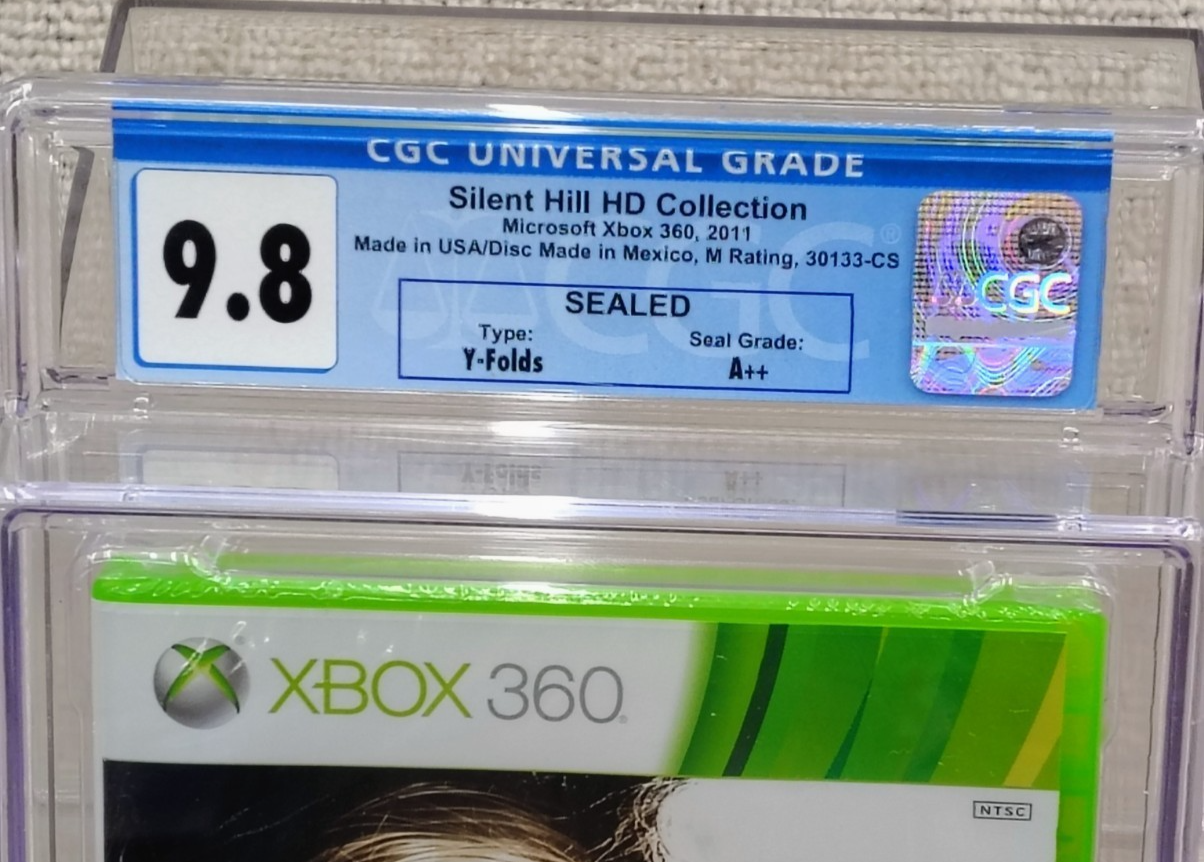 CGC UNIVERSAL GRADE
9.8
Silent Hill HD Collection
Microsoft Xbox 360, 2011
Made in USA/Disc Made in Mexico, M Rating, 30133-CS
SEALED
Type:
Y-Folds
Seal Grade:
A++
CGC
XBOX 360
NTSC